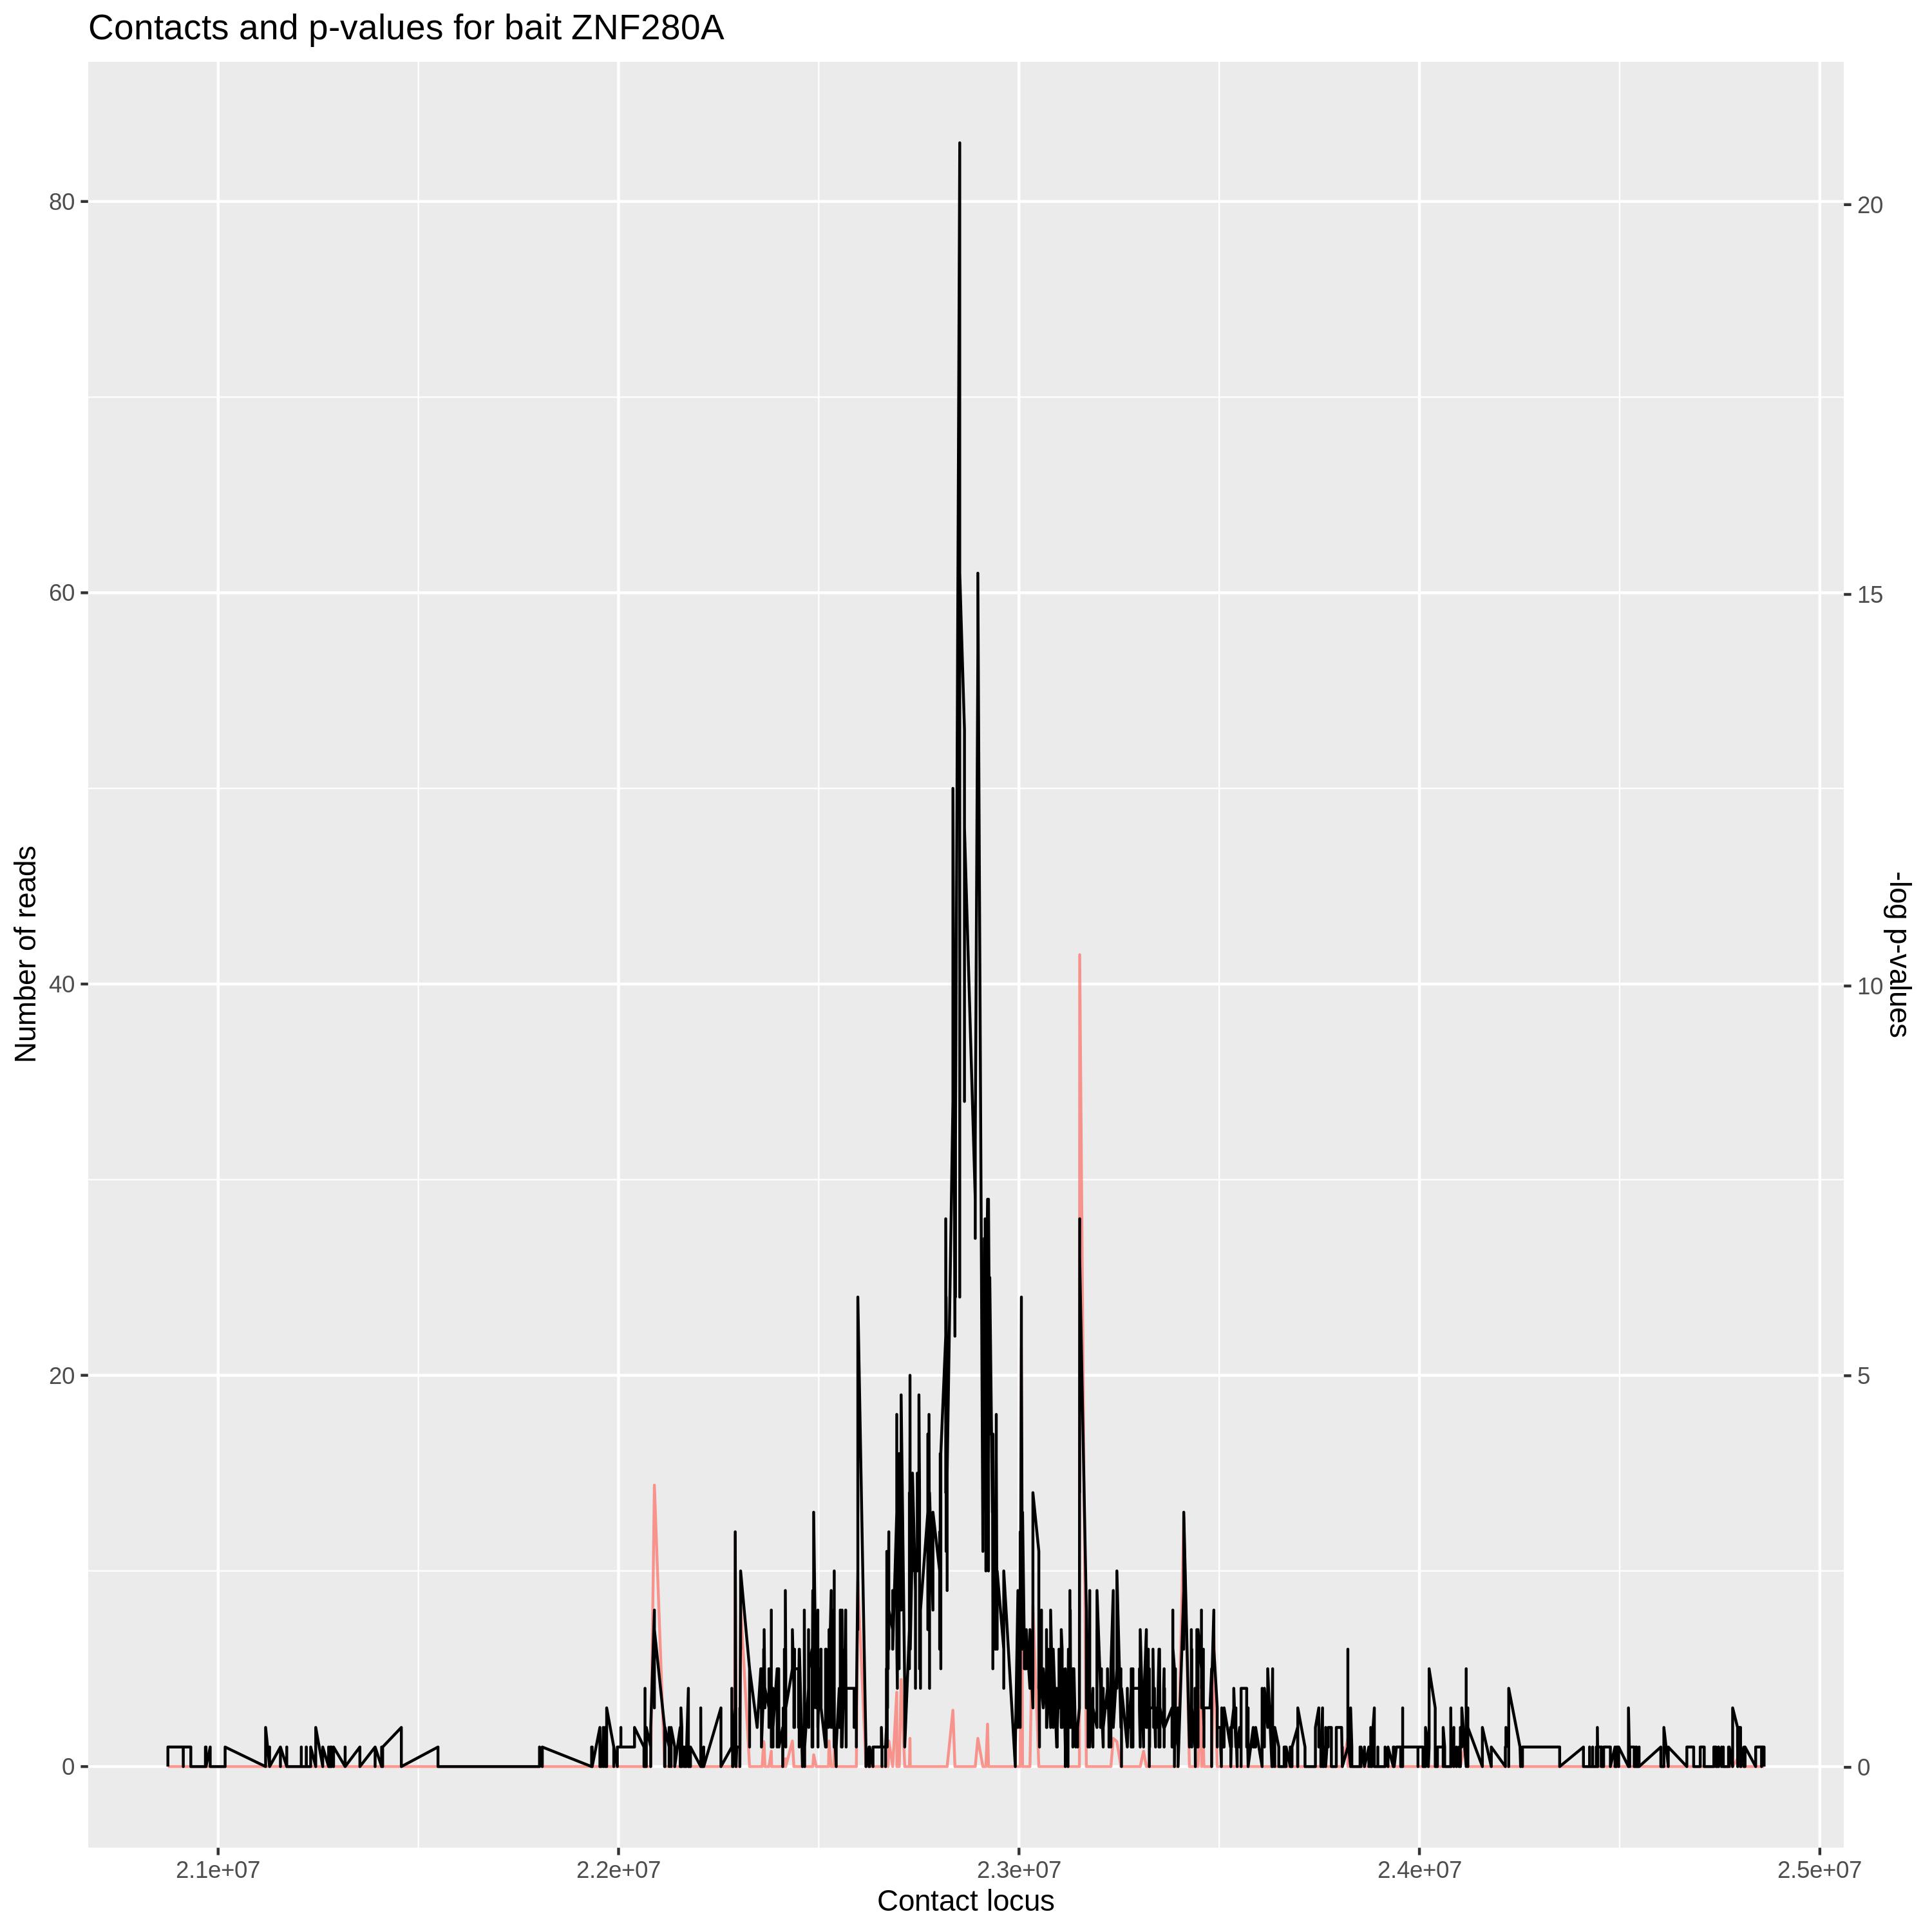 Contacts and p-values for bait ZNF280A
80
60
40
20
0
Number of reads
20
15
10
5
0
-log p-values
2.1e+07
2.2e+07
2.3e+07
2.4e+07
2.5e+07
Contact locus